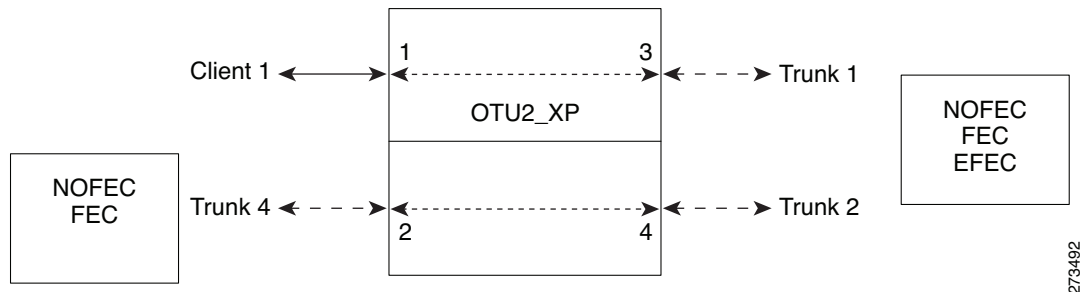 1 3
Client 1 Trunk 1
OTU2_XP
NOFEC
FEC
EFEC
NOFEC
FEC
Trunk 4 Trunk 2
2 4
273492